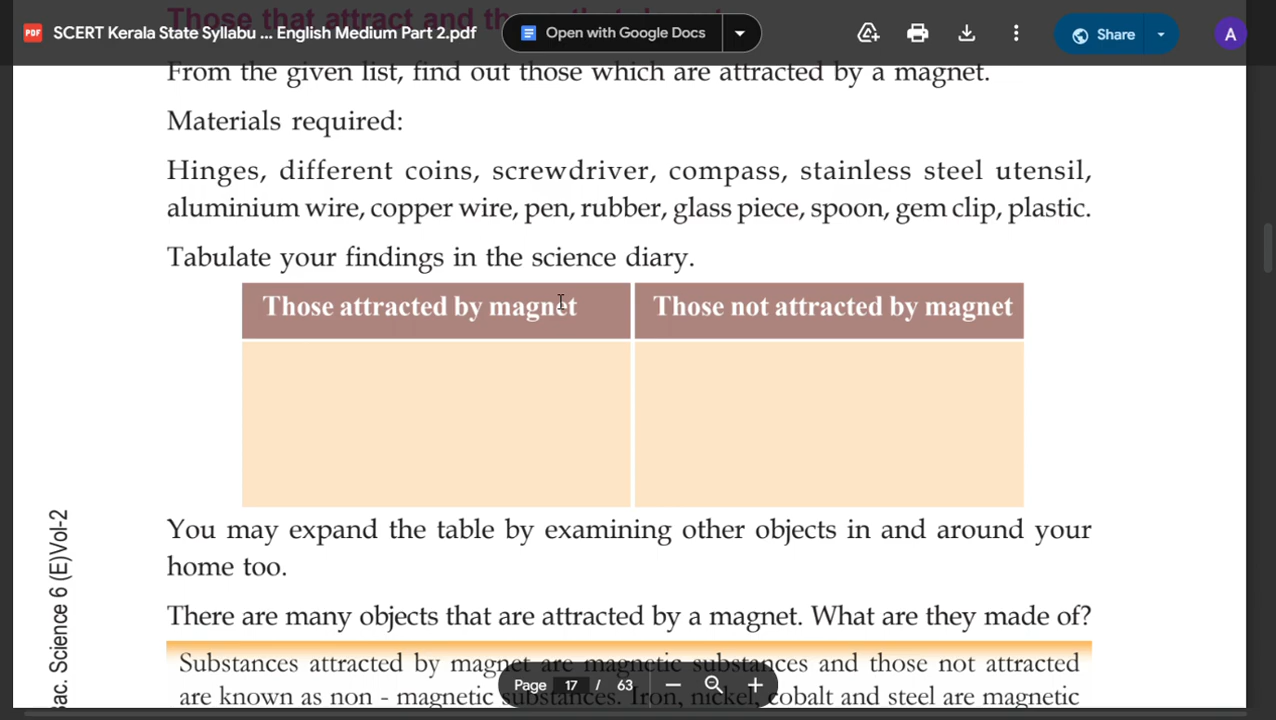 SCERT Kerala State Syllabu ... English Medium Part 2.pdf
Open with Google Docs
Share
A
Those that attract and
From the given list, find out those which are attracted by a magnet.
Materials required:
Hinges, different coins, screwdriver, compass, stainless steel utensil,
aluminium wire, copper wire, pen, rubber, glass piece, spoon, gem clip, plastic.
Tabulate your findings in the science diary.
Those attracted by magnet
Those not attracted by magnet
You may expand the table by examining other objects in and around your
home too.
There are many objects that are attracted by a magnet. What are they made of?
Substances attracted by magnet are magnetic substances and those not attracted
are known as non - magnetic substances. Iron, nickel, cobalt and steel are magnetic
Page 17 / 63
Bac. Science 6 (E)Vol-2